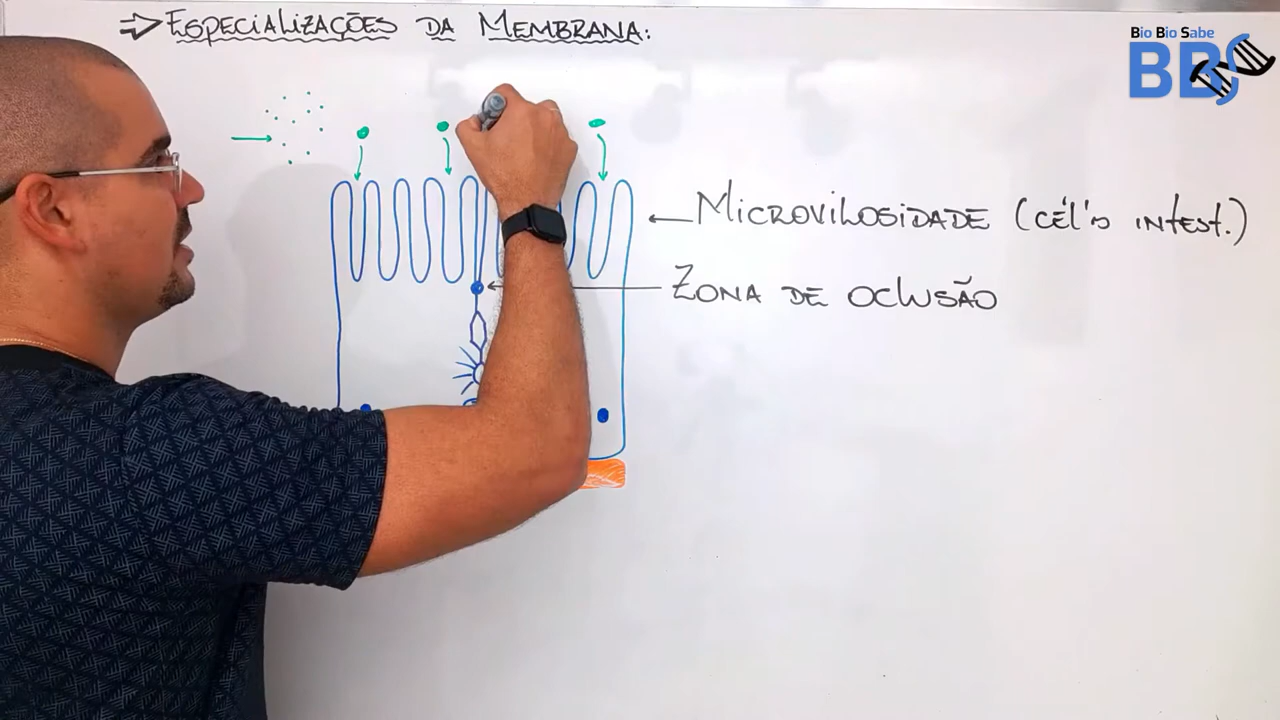 ⇒ Especializações da Membrana:
Bio Bio Sabe
BBS
Microvilosidade (cél's intest.)
Zona de oclusão